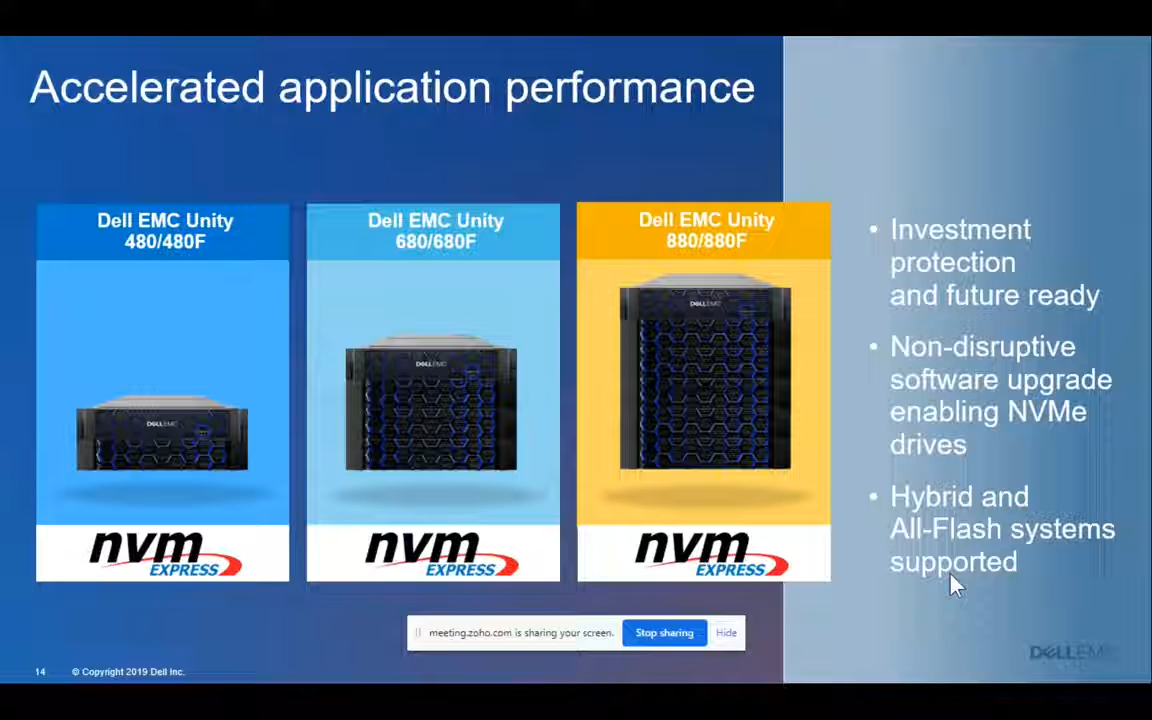 Accelerated application performance
Dell EMC Unity
480/480F
DELLEMC
nvm
EXPRESS
Dell EMC Unity
680/680F
DELLEMC
nvm
EXPRESS
Dell EMC Unity
880/880F
DELLEMC
nvm
EXPRESS
• Investment
protection
and future ready
• Non-disruptive
software upgrade
enabling NVMe
drives
• Hybrid and
All-Flash systems
supported
meeting.zoho.com is sharing your screen.
Stop sharing
Hide
14
© Copyright 2019 Dell Inc.
DELLEMC